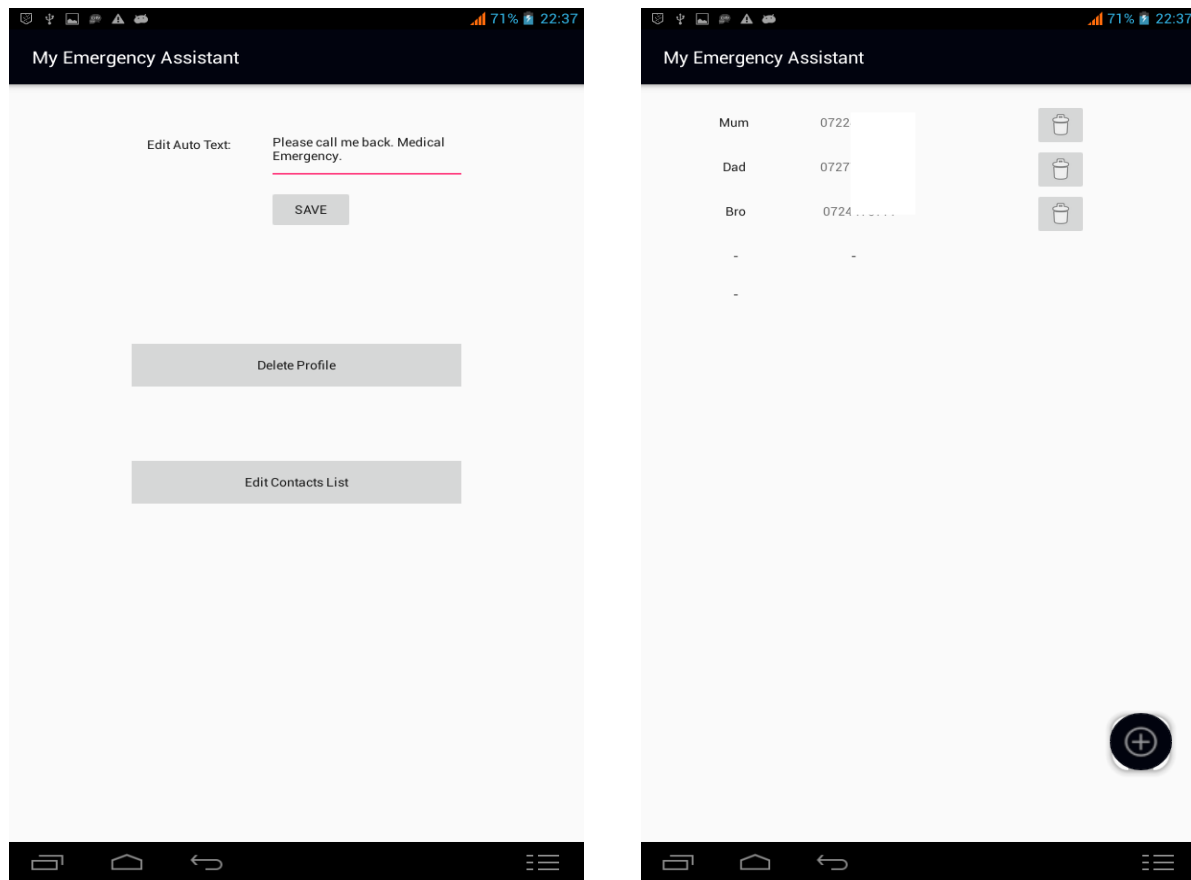 71% 22:37
My Emergency Assistant
Edit Auto Text:
Please call me back. Medical
Emergency.
SAVE
Delete Profile
Edit Contacts List
71% 22:37
My Emergency Assistant
Mum 0722
Dad 0727
Bro 0724
- -
-